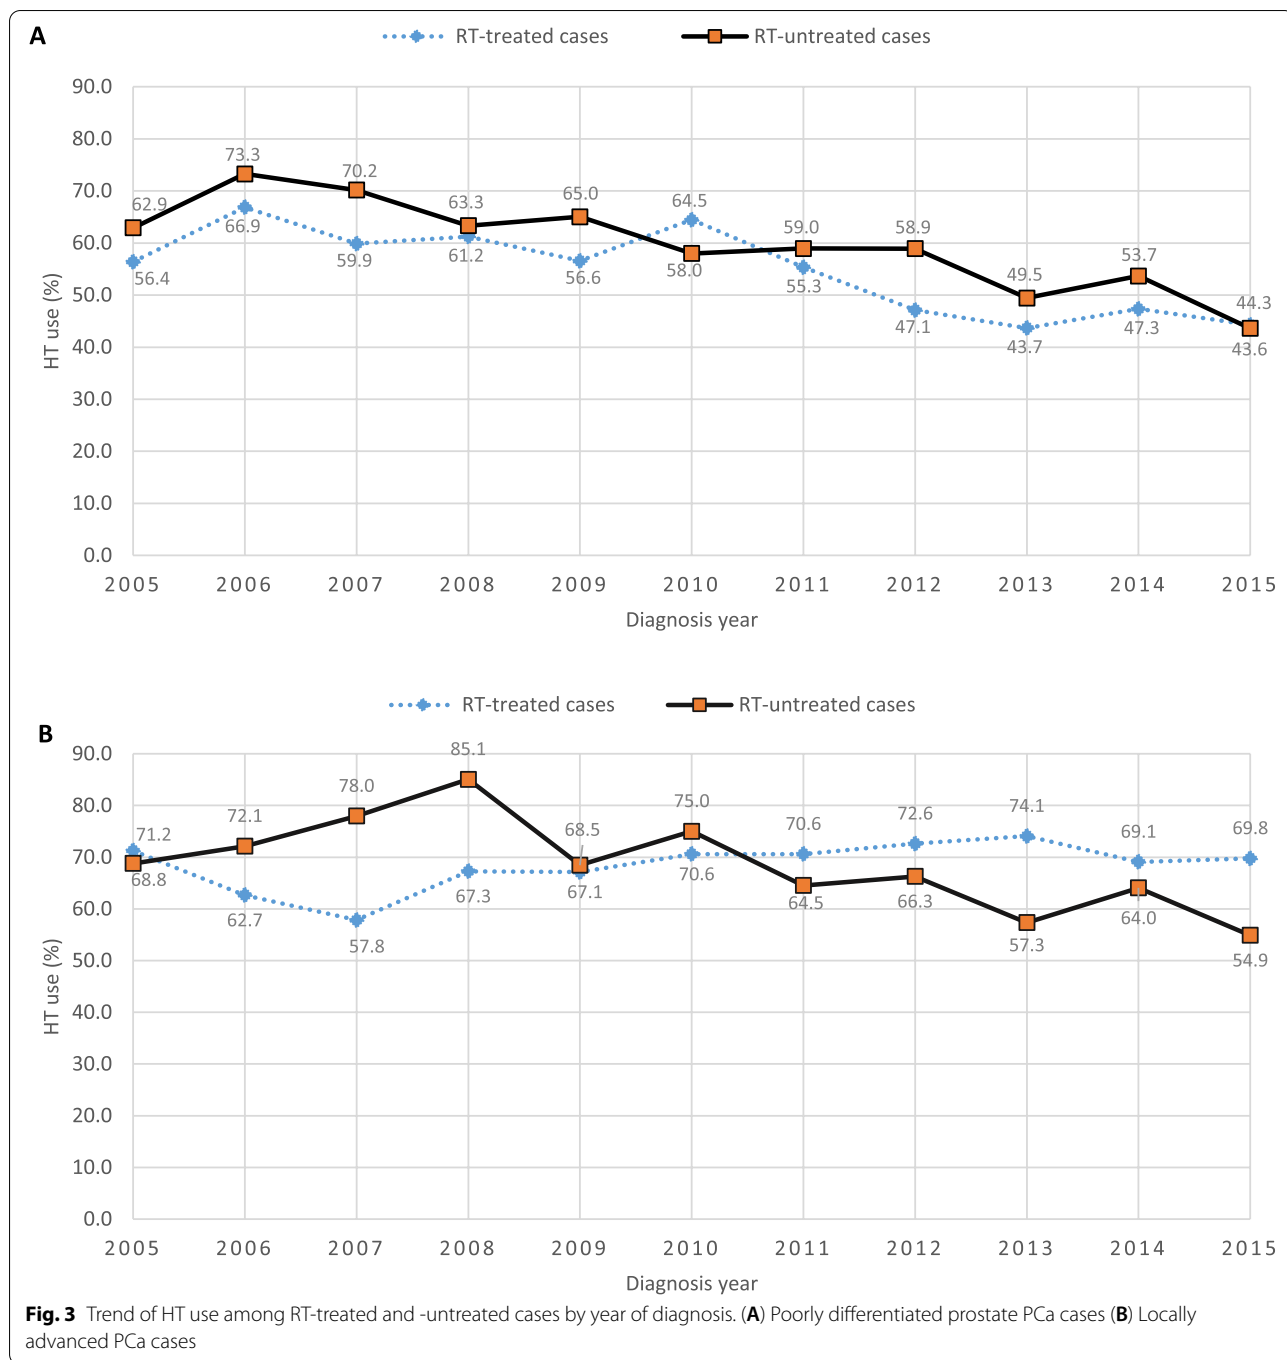 A
RT-treated cases RT-untreated cases
90.0
80.0
70.0
60.0
50.0
40.0
30.0
20.0
10.0
0.0
HT use (%)
62.9 73.3 70.2 63.3 65.0 58.0 59.0 58.9 49.5 53.7 43.6
56.4 66.9 59.9 61.2 56.6 64.5 55.3 47.1 43.7 47.3 44.3
2005 2006 2007 2008 2009 2010 2011 2012 2013 2014 2015
Diagnosis year
B
RT-treated cases RT-untreated cases
90.0
80.0
70.0
60.0
50.0
40.0
30.0
20.0
10.0
0.0
HT use (%)
71.2 62.7 57.8 67.3 67.1 70.6 70.6 72.6 74.1 69.1 69.8
68.8 72.1 78.0 85.1 68.5 75.0 64.5 66.3 57.3 64.0 54.9
2005 2006 2007 2008 2009 2010 2011 2012 2013 2014 2015
Diagnosis year
Fig. 3 Trend of HT use among RT-treated and -untreated cases by year of diagnosis. (A) Poorly differentiated prostate PCa cases (B) Locally
advanced PCa cases